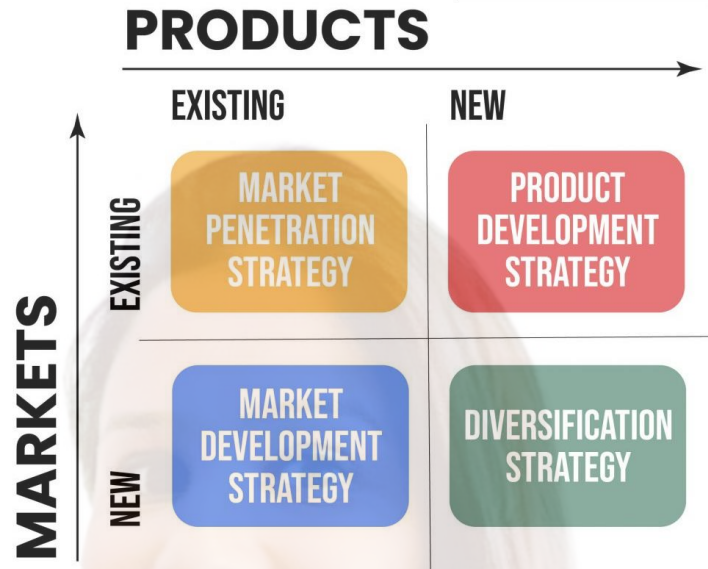 PRODUCTS
EXISTING
NEW
MARKETS
EXISTING
MARKET
PENETRATION
STRATEGY
PRODUCT
DEVELOPMENT
STRATEGY
NEW
MARKET
DEVELOPMENT
STRATEGY
DIVERSIFICATION
STRATEGY